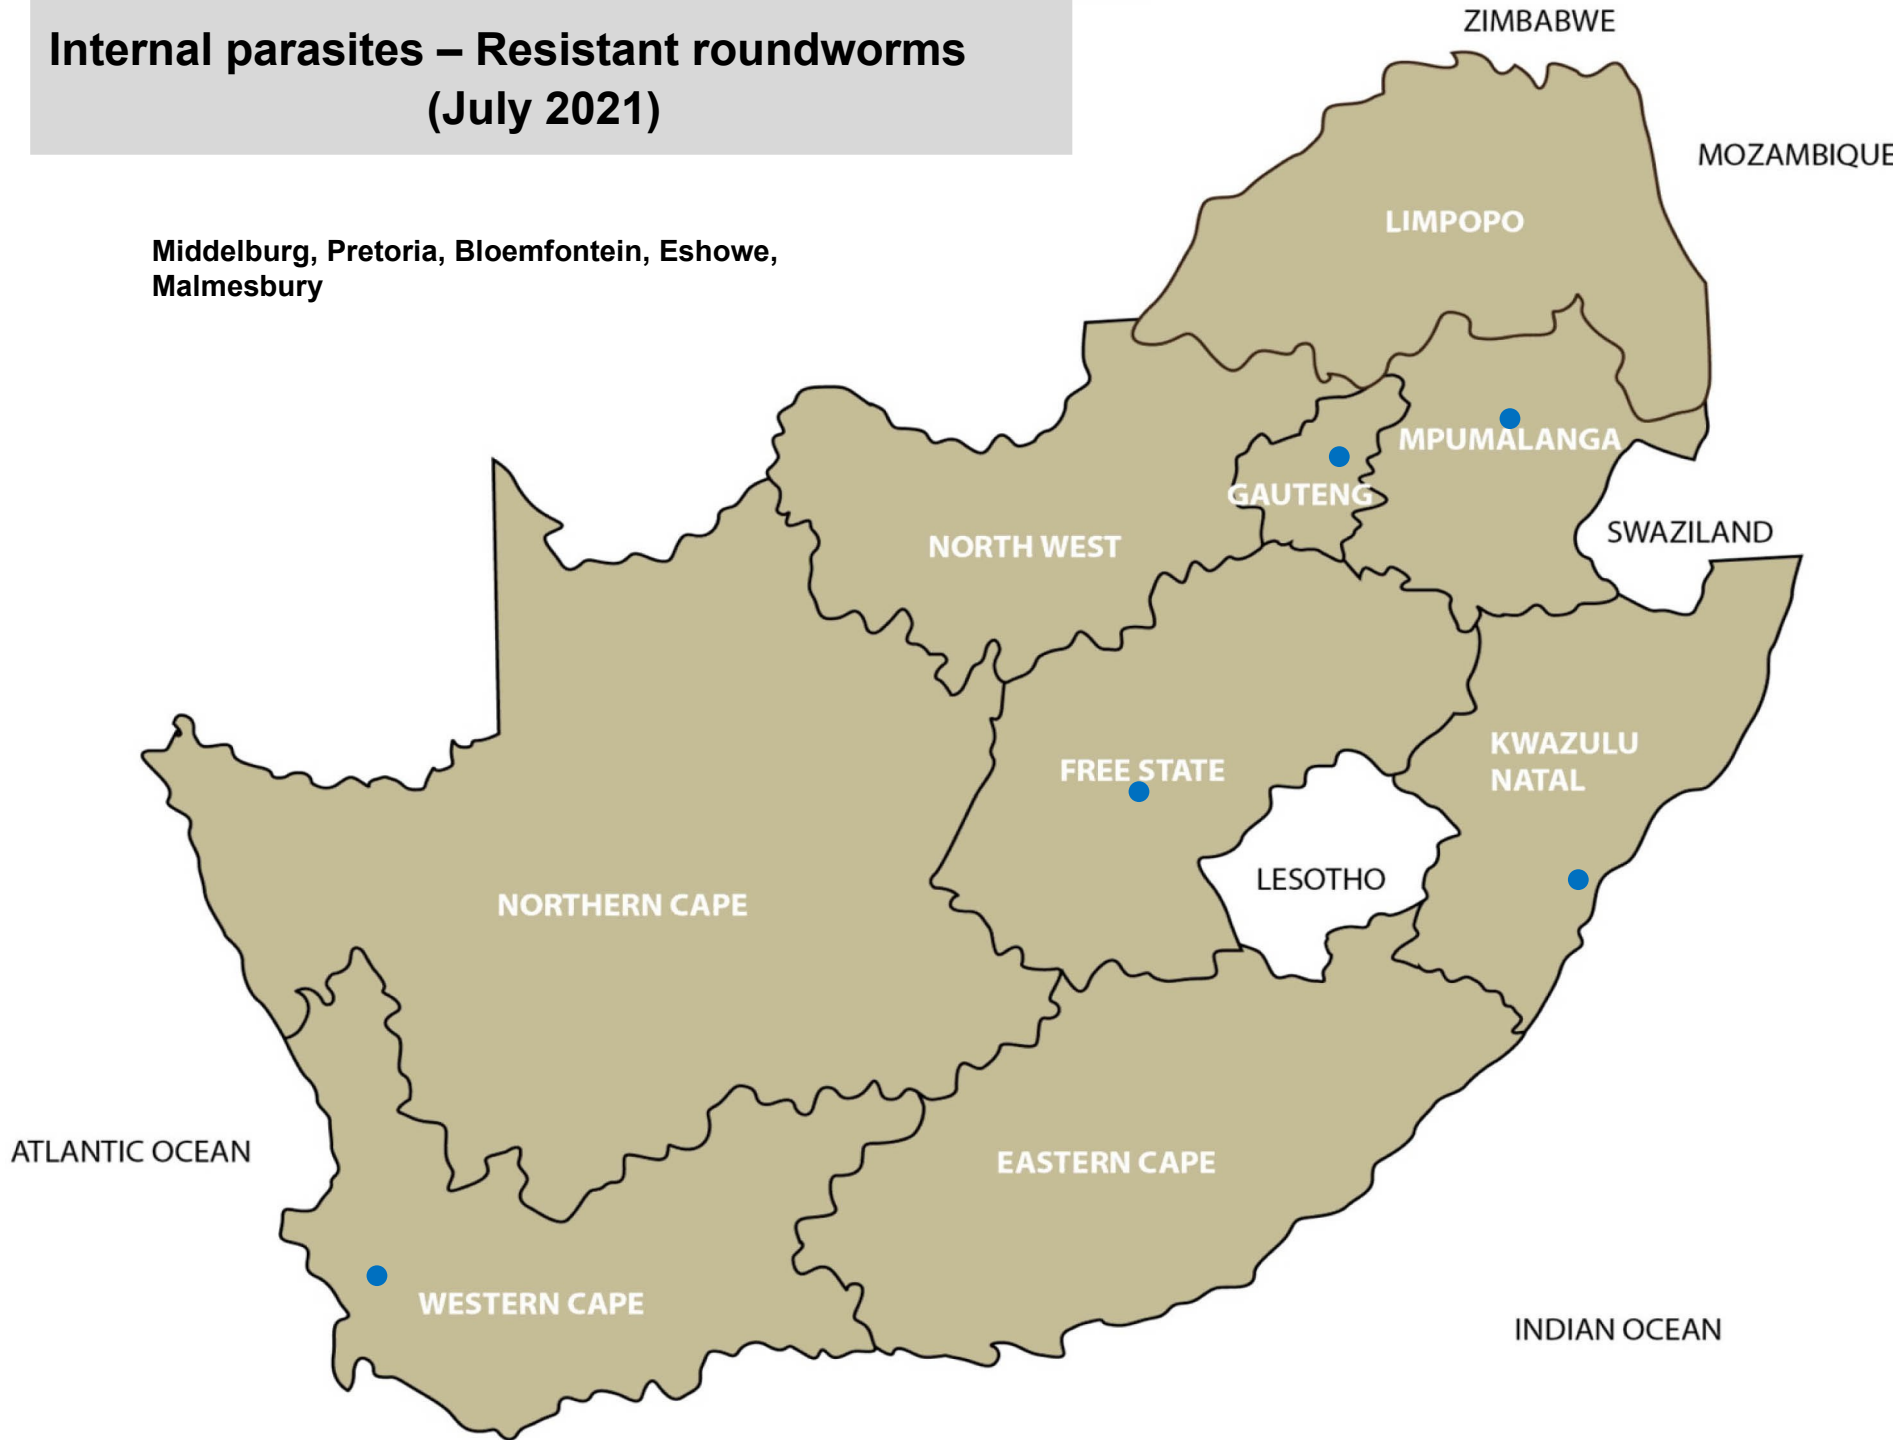 Internal parasites – Resistant roundworms
(July 2021)
Middelburg, Pretoria, Bloemfontein, Eshowe,
Malmesbury
ZIMBABWE
MOZAMBIQUE
LIMPOPO
MPUMALANGA
GAUTENG
SWAZILAND
NORTH WEST
KWAZULU
NATAL
FREE STATE
LESOTHO
NORTHERN CAPE
ATLANTIC OCEAN
EASTERN CAPE
WESTERN CAPE
INDIAN OCEAN